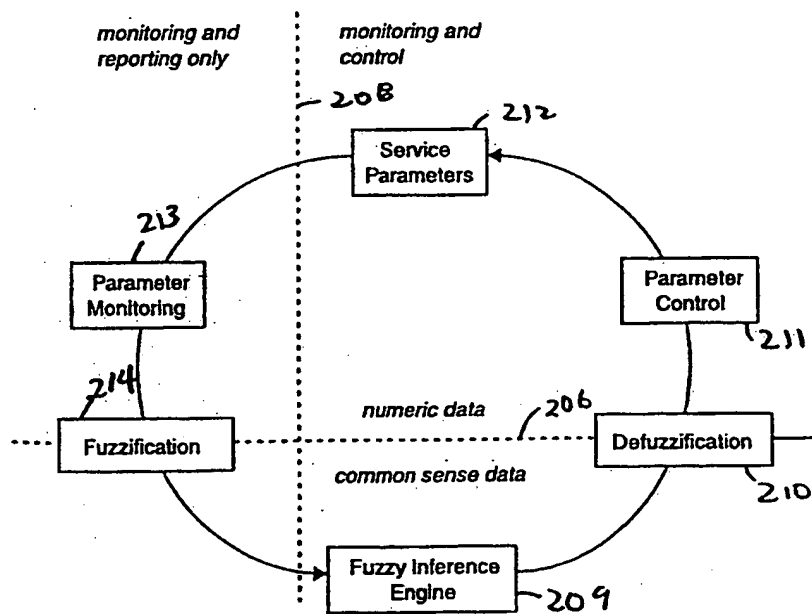 monitoring and
reporting only
monitoring and
control
208
212
Service
Parameters
213
Parameter
Monitoring
Parameter
Control
211
214
numeric data
206
Fuzzification
Defuzzification
common sense data
210
Fuzzy Inference
Engine
209